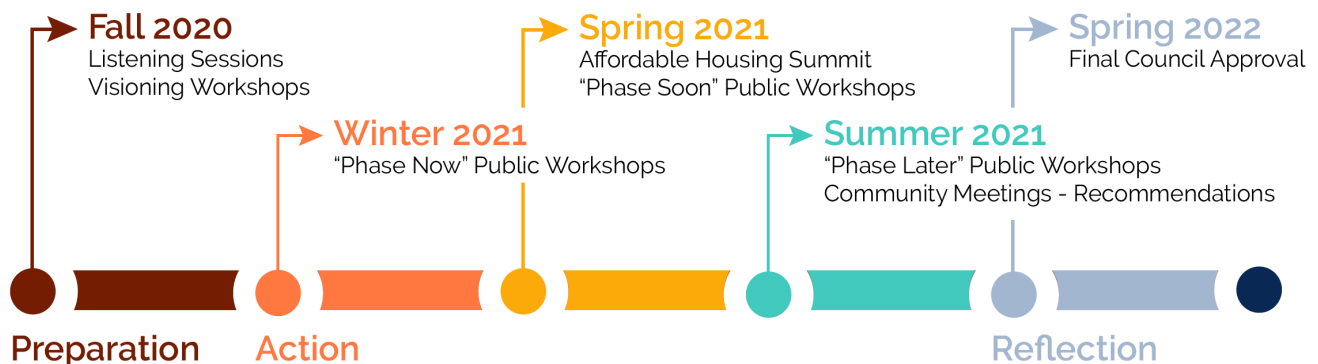 Fall 2020
Listening Sessions
Visioning Workshops
Winter 2021
“Phase Now” Public Workshops
Spring 2021
Affordable Housing Summit
“Phase Soon” Public Workshops
Summer 2021
“Phase Later” Public Workshops
Community Meetings - Recommendations
Spring 2022
Final Council Approval
Preparation
Action
Reflection